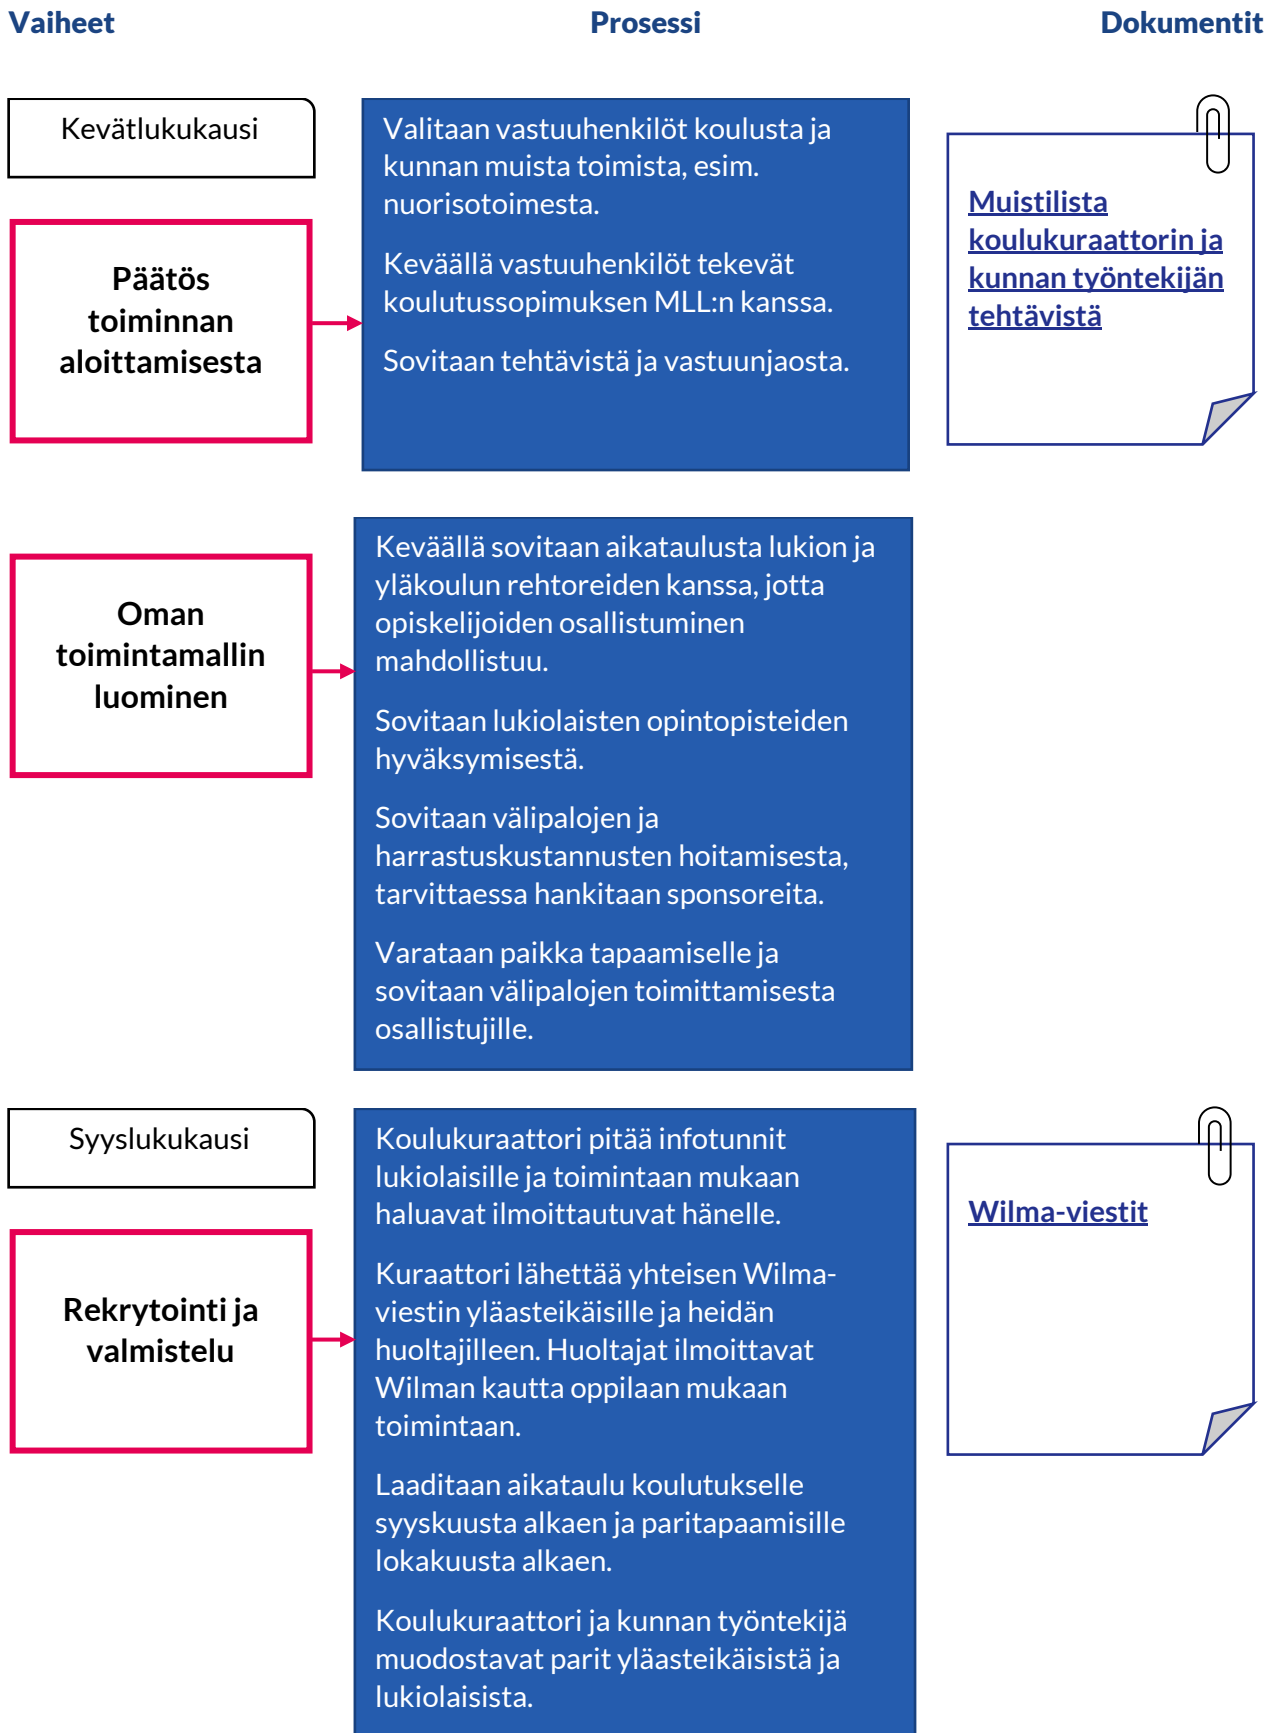 Vaiheet
Prosessi
Dokumentit
Kevätlukukausi
Päätös
toiminnan
aloittamisesta
Valitaan vastuuhenkilöt koulusta ja
kunnan muista toimista, esim.
nuorisotoimesta.
Keväällä vastuuhenkilöt tekevät
koulutussopimuksen MLL:n kanssa.
Sovitaan tehtävistä ja vastuunjaosta.
Muistilista
koulukuraattorin ja
kunnan työntekijän
tehtävistä
Oman
toimintamallin
luominen
Keväällä sovitaan aikataulusta lukion ja
yläkoulun rehtoreiden kanssa, jotta
opiskelijoiden osallistuminen
mahdollistuu.
Sovitaan lukiolaisten opintopisteiden
hyväksymisestä.
Sovitaan välipalojen ja
harrastuskustannusten hoitamisesta,
tarvittaessa hankitaan sponsoreita.
Varataan paikka tapaamiselle ja
sovitaan välipalojen toimittamisesta
osallistujille.
Syyslukukausi
Rekrytointi ja
valmistelu
Koulukuraattori pitää infotunnit
lukiolaisille ja toimintaan mukaan
haluavat ilmoittautuvat hänelle.
Kuraattori lähettää yhteisen Wilma-
viestin yläasteikäisille ja heidän
huoltajilleen. Huoltajat ilmoittavat
Wilman kautta oppilaan mukaan
toimintaan.
Laaditaan aikataulu koulutukselle
syyskuusta alkaen ja paritapaamisille
lokakuusta alkaen.
Koulukuraattori ja kunnan työntekijä
muodostavat parit yläasteikäisistä ja
lukiolaisista.
Wilma-viestit